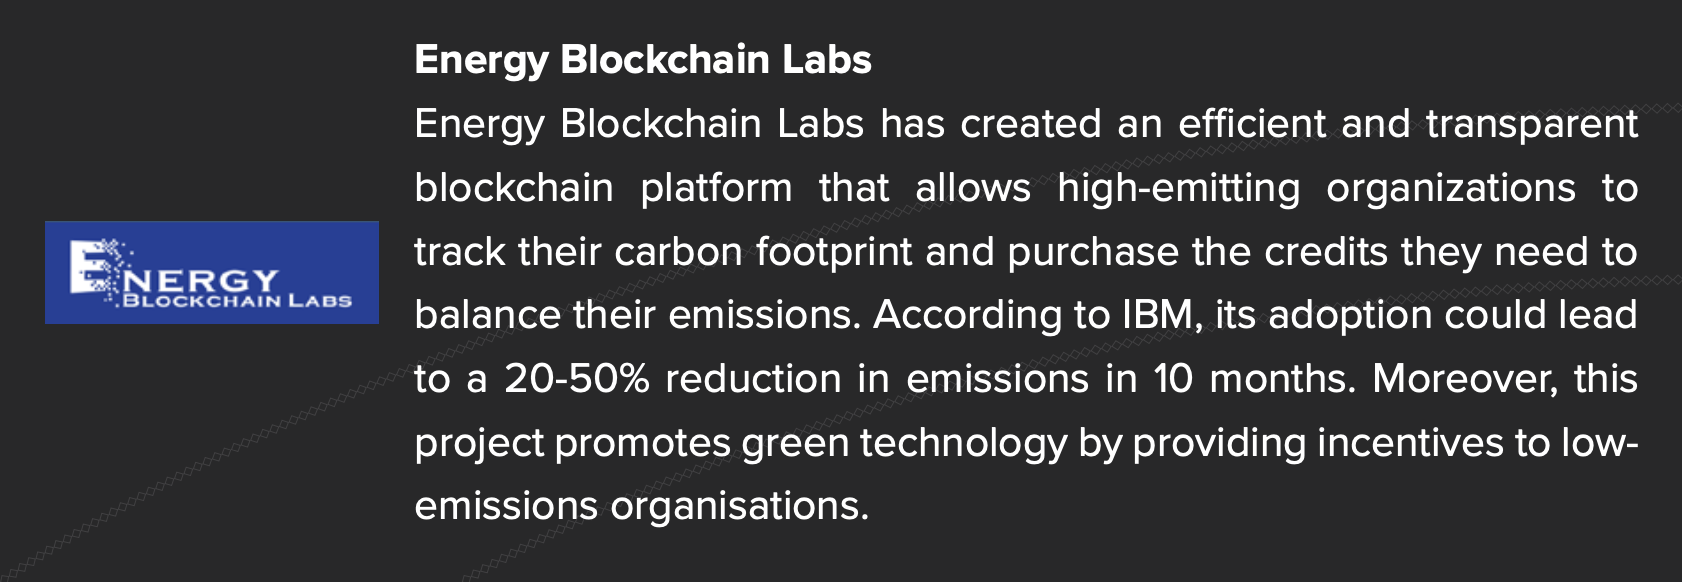 Energy Blockchain Labs
Energy Blockchain Labs has created an efficient and transparent
blockchain platform that allows high-emitting organizations to
track their carbon footprint and purchase the credits they need to
balance their emissions. According to IBM, its adoption could lead
to a 20-50% reduction in emissions in 10 months. Moreover, this
project promotes green technology by providing incentives to low-
emissions organisations.
ENERGY
BLOCKCHAIN LABS